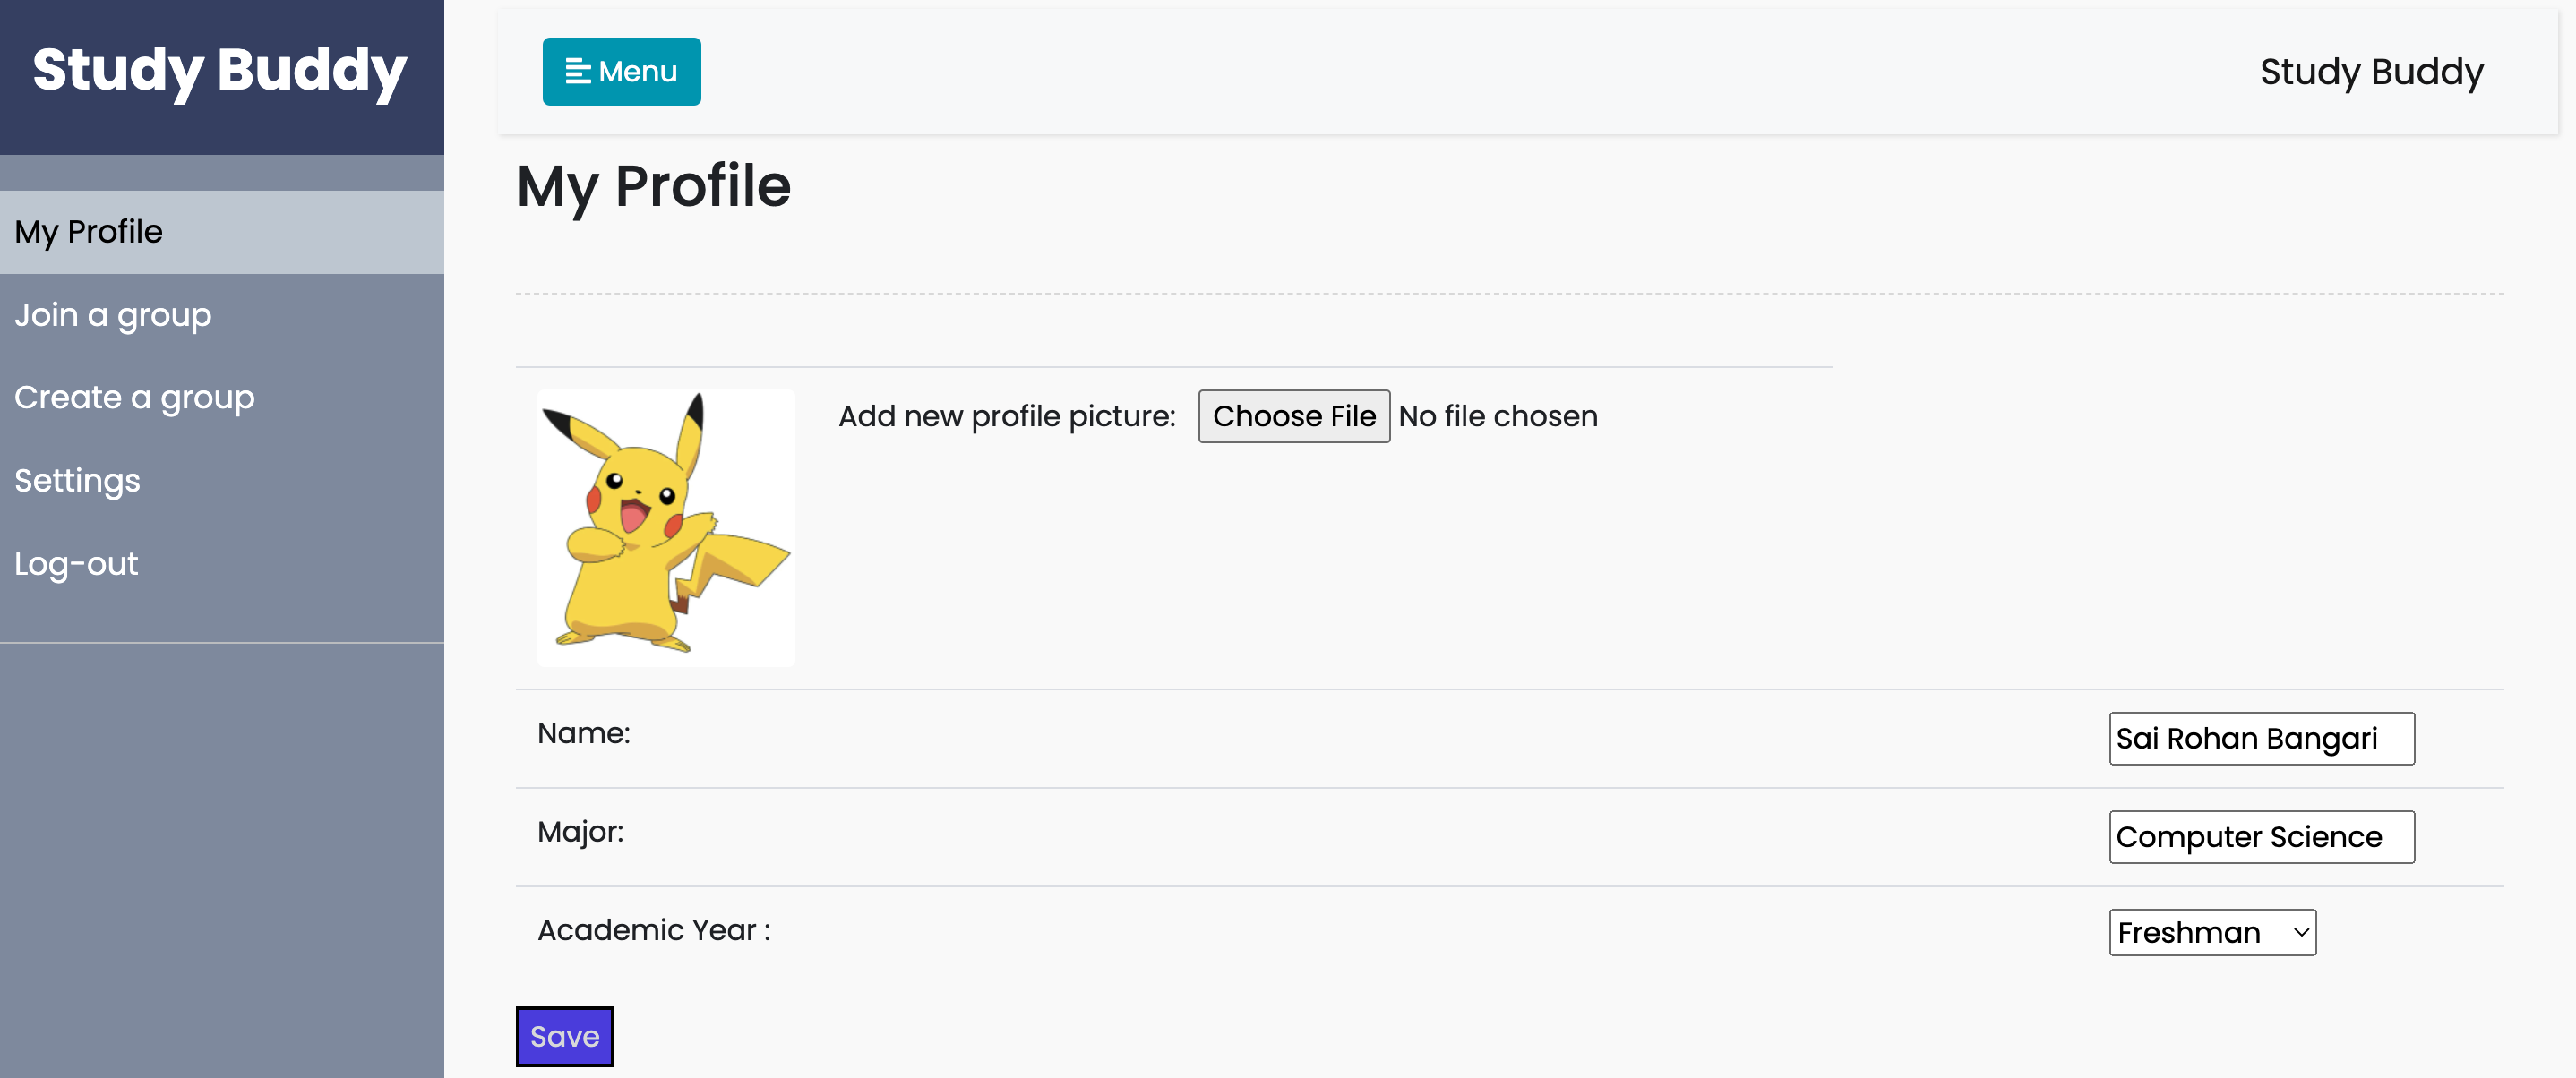 Study Buddy
My Profile
Join a group
Create a group
Settings
Log-out
Menu
Study Buddy
My Profile
Add new profile picture: Choose File No file chosen
Name: Sai Rohan Bangari
Major: Computer Science
Academic Year : Freshman
Save